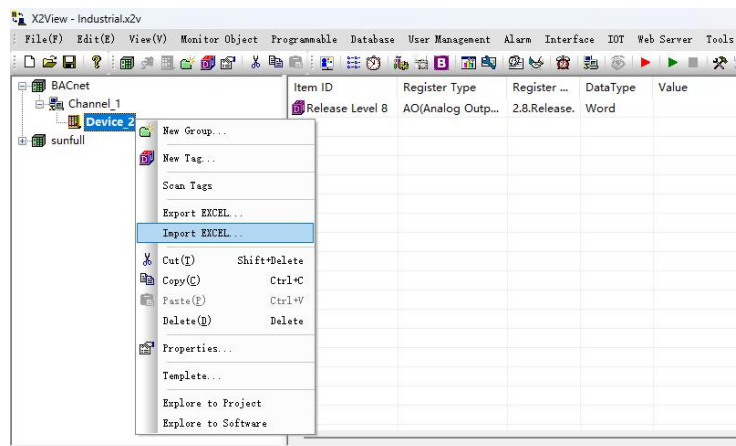 X2View - Industrial.x2v
File(F) Edit(E) View(V) Monitor Object Programmable Database User Management Alarm Interface IOT Web Server Tools
BACnet
Channel_1
Device_2
sunfull
Item ID Register Type Register ... DataType Value
Release Level 8 AO(Analog Outp... 2.8.Release. Word
New Group...
New Tag...
Scan Tags
Export EXCEL...
Import EXCEL...
Cut(T) Shift+Delete
Copy(C) Ctrl+C
Paste(P) Ctrl+V
Delete(D) Delete
Properties...
Templete...
Explore to Project
Explore to Software